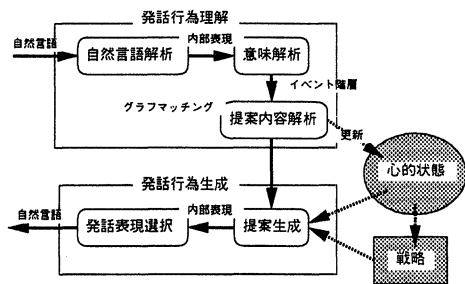 発話行為理解
自然言語
自然言語解析
内部表現
意味解析
イベント階層
グラフマッチング
提案内容解析
更新
心的状態
発話行為生成
自然言語
発話表現選択
内部表現
提案生成
戦略